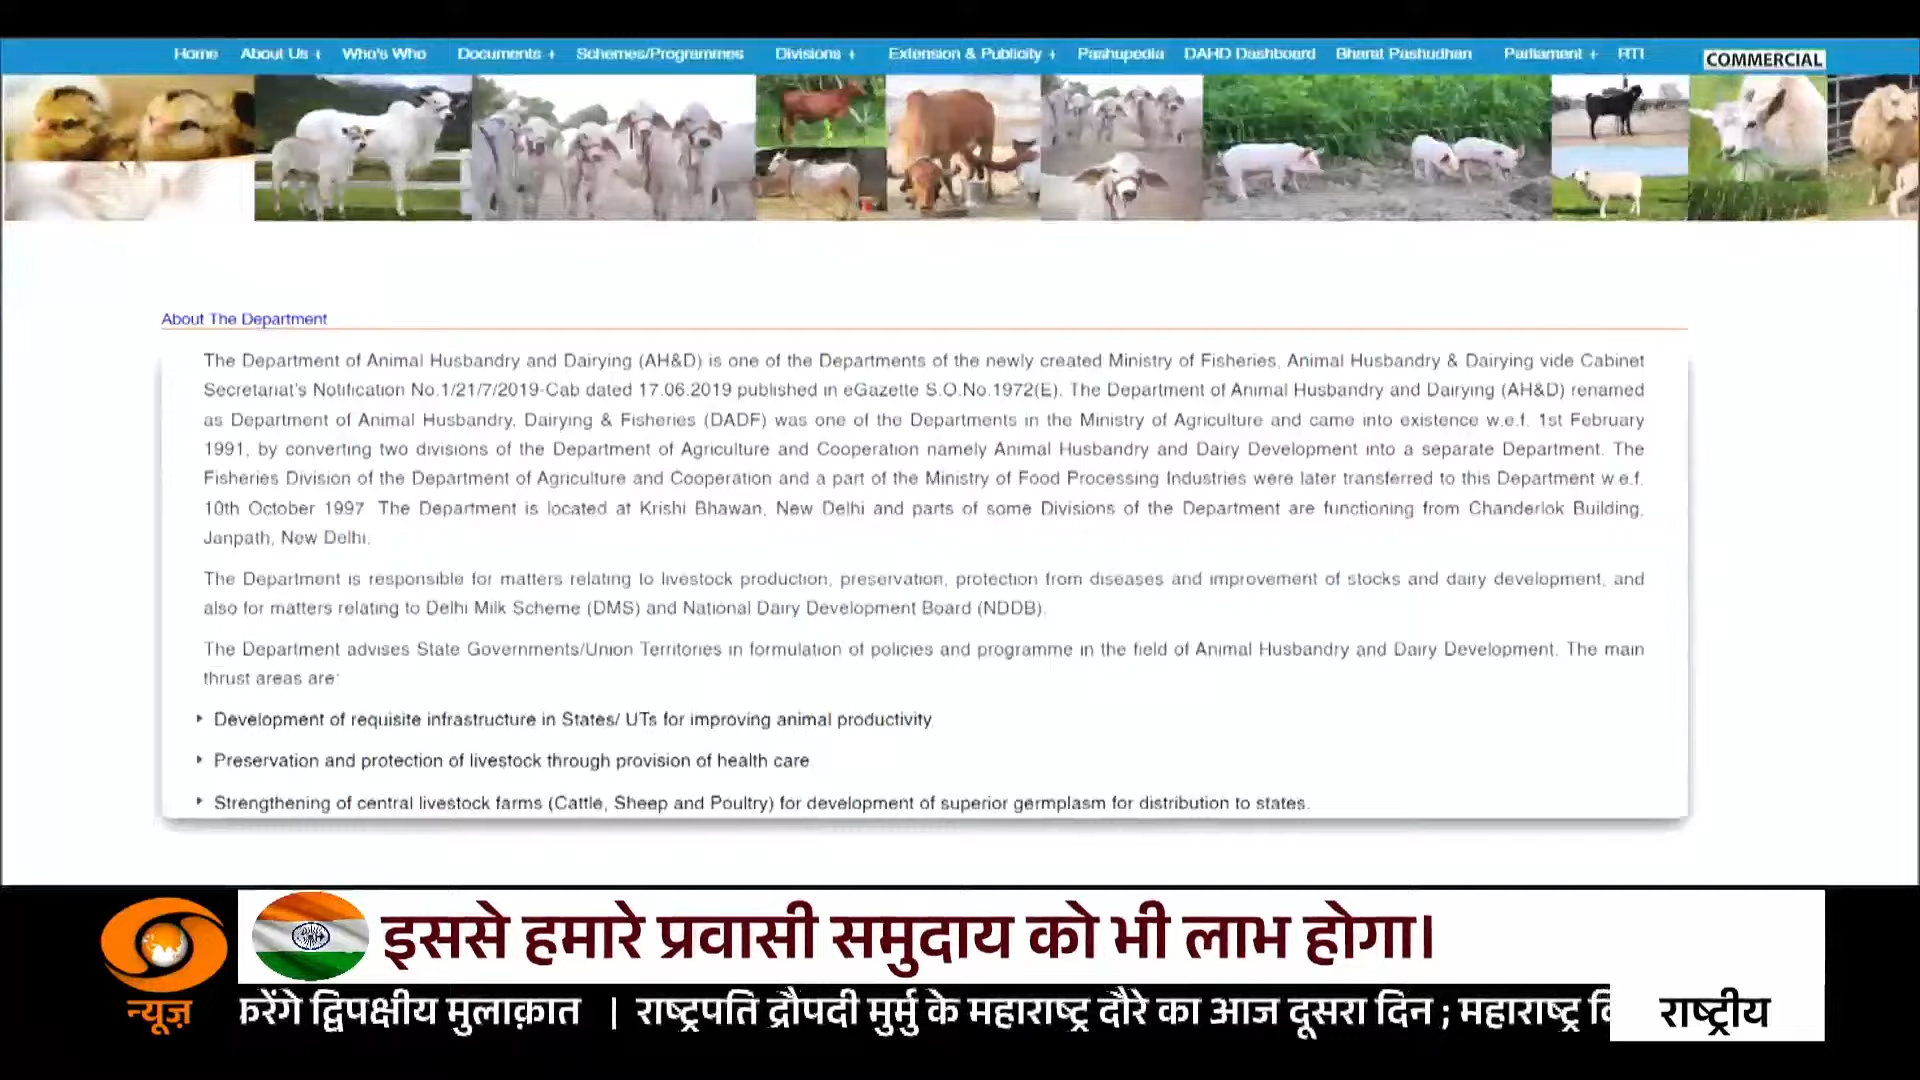 Home About Us + Who's Who Documents + Schemes/Programmes Divisions + Extension & Publicity + Pashupedia DAHD Dashboard Bharat Pashudhan Parliament + RTI
COMMERCIAL
About The Department
The Department of Animal Husbandry and Dairying (AH&D) is one of the Departments of the newly created Ministry of Fisheries, Animal Husbandry & Dairying vide Cabinet
Secretariat's Notification No.1/21/7/2019-Cab dated 17.06.2019 published in eGazette S.O.No.1972(E). The Department of Animal Husbandry and Dairying (AH&D) renamed
as Department of Animal Husbandry, Dairying & Fisheries (DADF) was one of the Departments in the Ministry of Agriculture and came into existence w.e.f. 1st February
1991, by converting two divisions of the Department of Agriculture and Cooperation namely Animal Husbandry and Dairy Development into a separate Department. The
Fisheries Division of the Department of Agriculture and Cooperation and a part of the Ministry of Food Processing Industries were later transferred to this Department w.e.f.
10th October 1997 The Department is located at Krishi Bhawan, New Delhi and parts of some Divisions of the Department are functioning from Chanderlok Building,
Janpath, New Delhi.
The Department is responsible for matters relating to livestock production, preservation, protection from diseases and improvement of stocks and dairy development, and
also for matters relating to Delhi Milk Scheme (DMS) and National Dairy Development Board (NDDB).
The Department advises State Governments/Union Territories in formulation of policies and programme in the field of Animal Husbandry and Dairy Development. The main
thrust areas are:
Development of requisite infrastructure in States/ UTs for improving animal productivity
Preservation and protection of livestock through provision of health care
Strengthening of central livestock farms (Cattle, Sheep and Poultry) for development of superior germplasm for distribution to states.
इससे हमारे प्रवासी समुदाय को भी लाभ होगा।
न्यूज़ करेंगे द्विपक्षीय मुलाक़ात | राष्ट्रपति द्रौपदी मुर्मु के महाराष्ट्र दौरे का आज दूसरा दिन ; महाराष्ट्र राष्ट्रीय